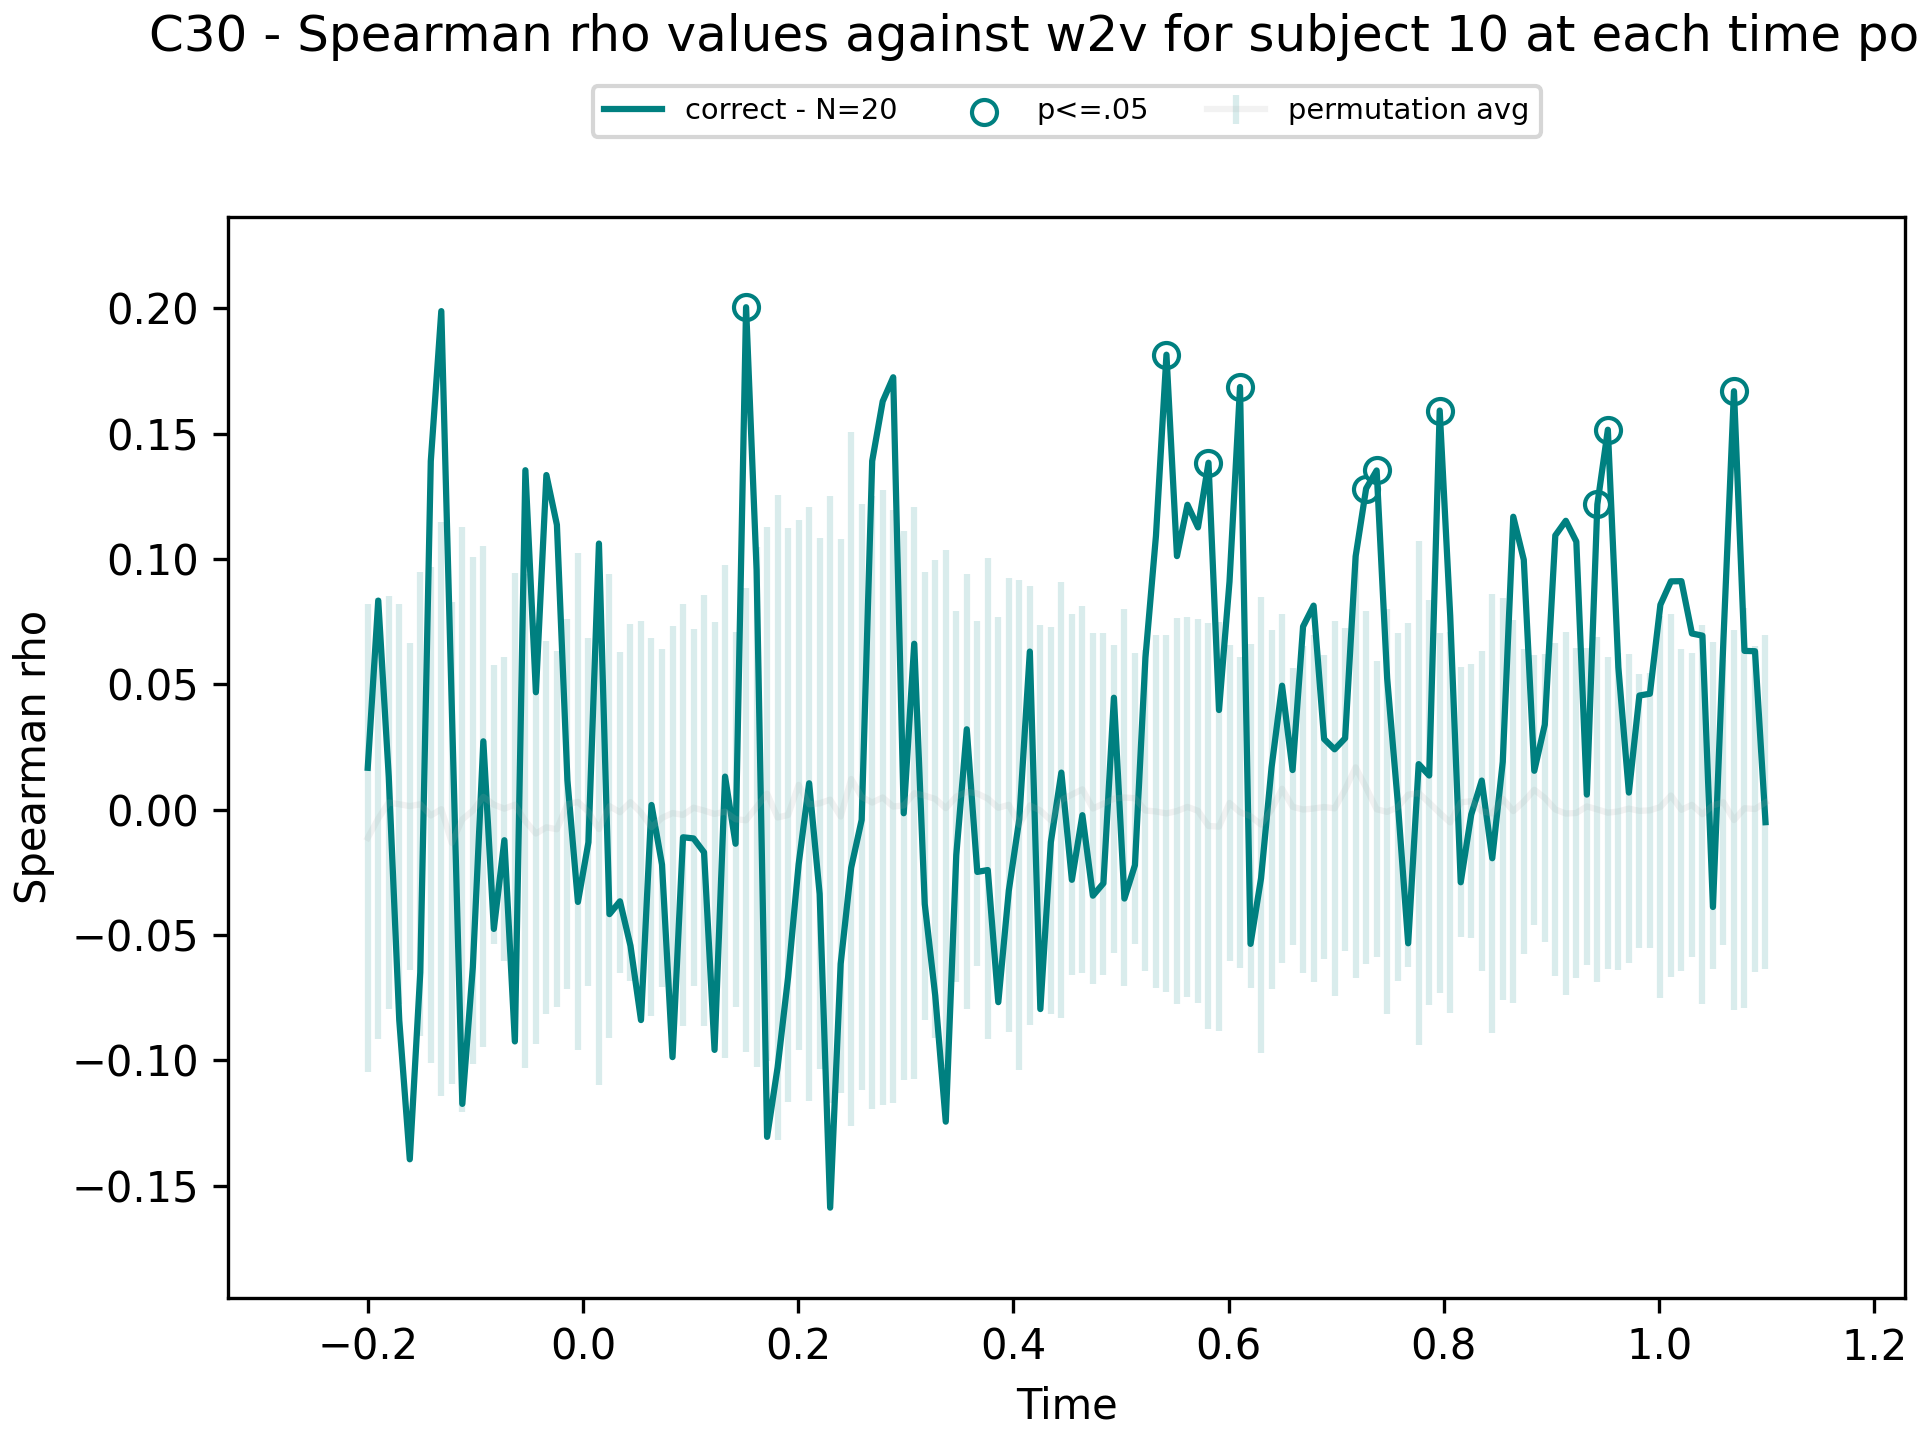 C30 - Spearman rho values against w2v for subject 10 at each time po
correct - N=20 p<=.05 permutation avg
0.20
0.15
0.10
0.05
0.00
−0.05
−0.10
−0.15
Spearman rho
−0.2 0.0 0.2 0.4 0.6 0.8 1.0 1.2
Time